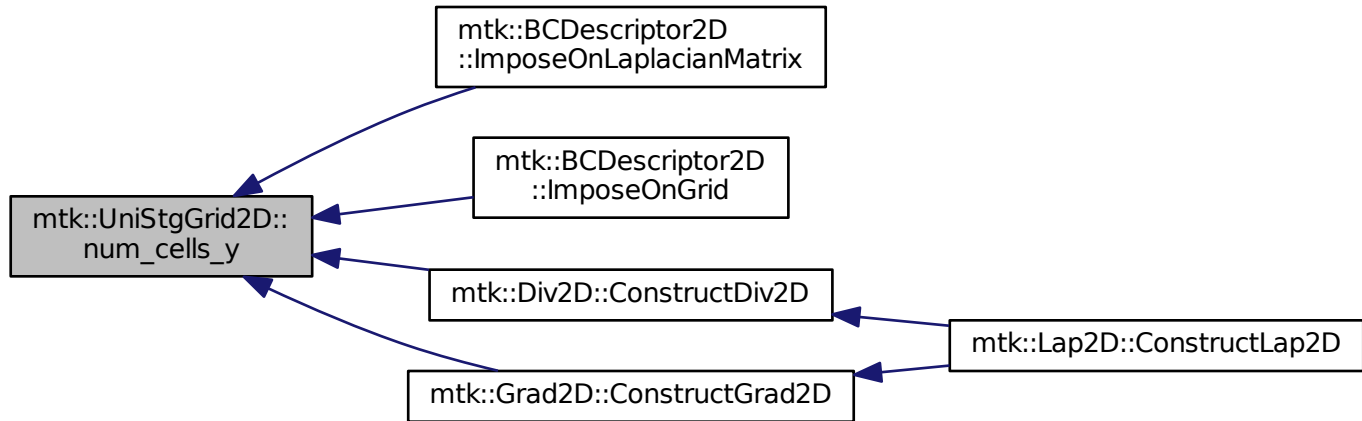 mtk::BCDescriptor2D
::ImposeOnLaplacianMatrix
mtk::BCDescriptor2D
::ImposeOnGrid
mtk::UniStgGrid2D::
num_cells_y
mtk::Div2D::ConstructDiv2D
mtk::Lap2D::ConstructLap2D
mtk::Grad2D::ConstructGrad2D